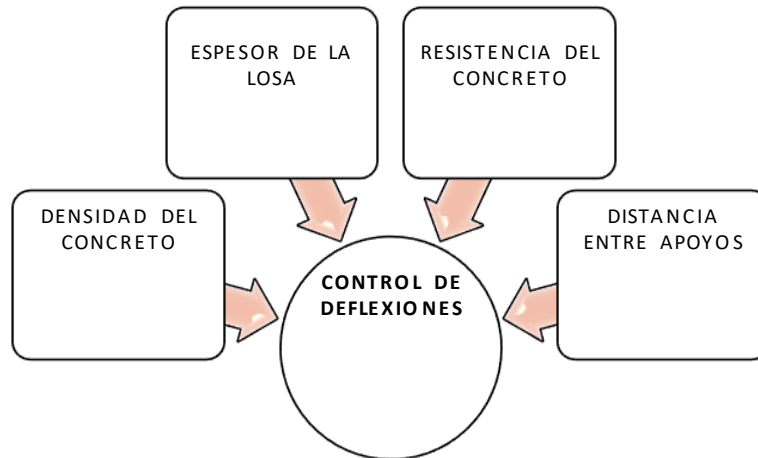 ESPESOR DE LA
LOSA
RESISTENCIA DEL
CONCRETO
DENSIDAD DEL
CONCRETO
DISTANCIA
ENTRE APOYOS
CONTROL DE
DEFLEXIONES